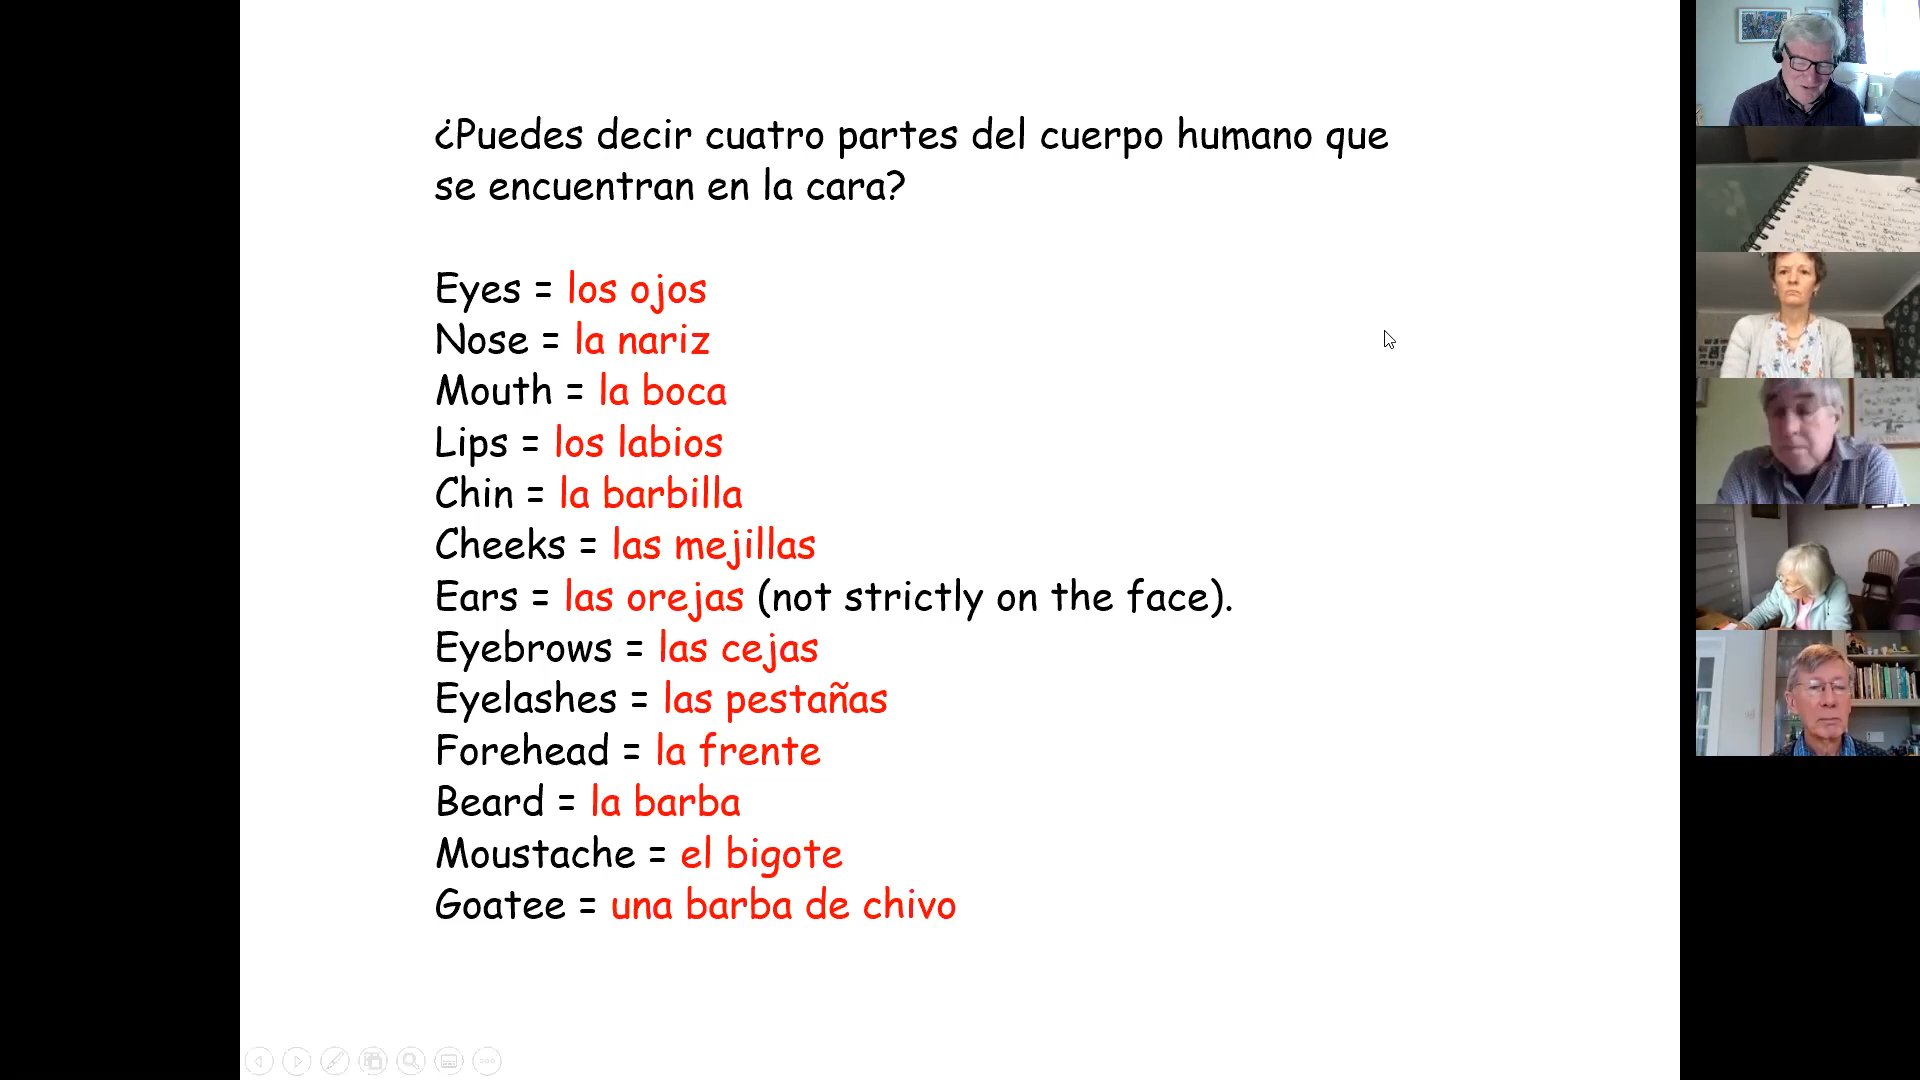 ¿Puedes decir cuatro partes del cuerpo humano que
se encuentran en la cara?
Eyes = los ojos
Nose = la nariz
Mouth = la boca
Lips = los labios
Chin = la barbilla
Cheeks = las mejillas
Ears = las orejas (not strictly on the face).
Eyebrows = las cejas
Eyelashes = las pestañas
Forehead = la frente
Beard = la barba
Moustache = el bigote
Goatee = una barba de chivo